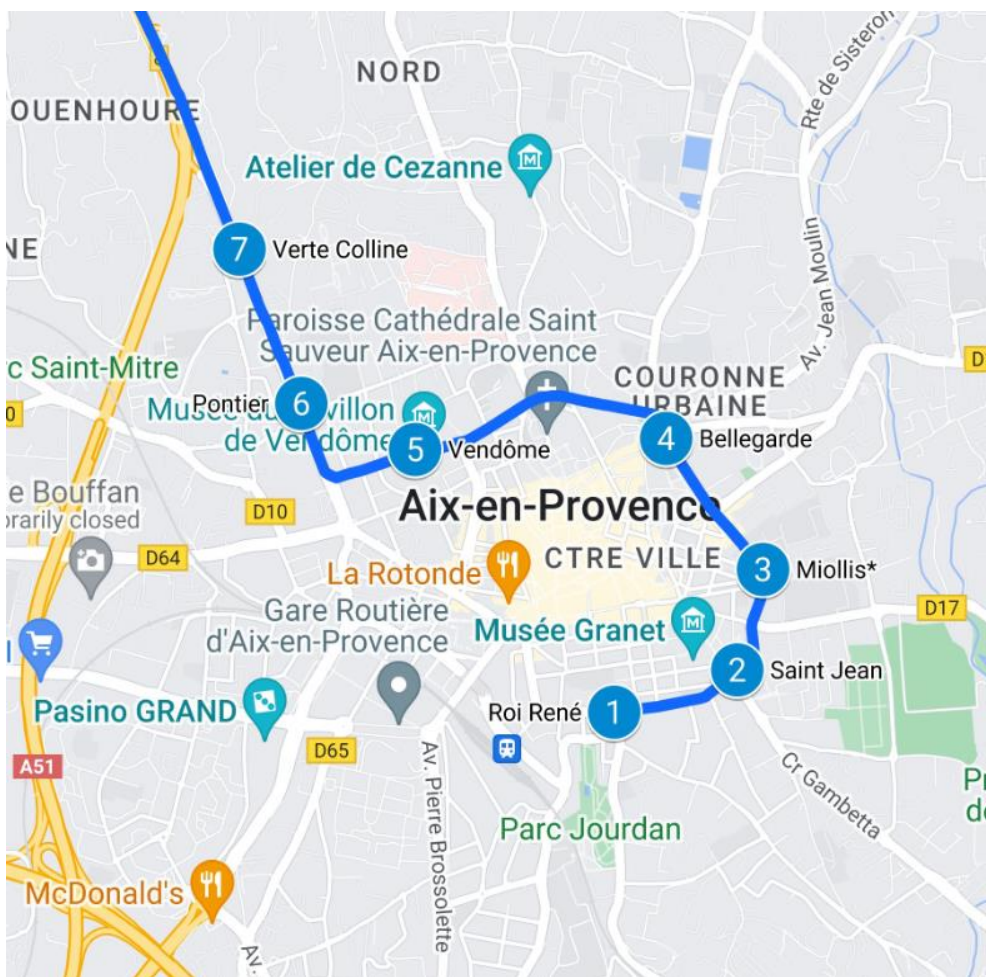 NORD
OUENHOURE
Rte de Sisteron
Atelier de Cezanne
7
Verte Colline
NE
Av. Jean Moulin
Paroisse Cathédrale Saint
Sauveur Aix-en-Provence
D
c Saint-Mitre
COURONNE
URBAINE
Pontier
6
0
de Vendôme
5
Vendôme
4
Bellegarde
e Bouffan
orarily closed
D10
Aix-en-Provence
D64
CTRE VILLE
3
Miollis*
La Rotonde
Gare Routière
d'Aix-en-Provence
D17
Musée Granet
2
Saint Jean
Pasino GRAND
Roi René
1
D65
A51
Av. Pierre Brossolette
Cr Gambetta
Parc Jourdan
McDonald's
Av.